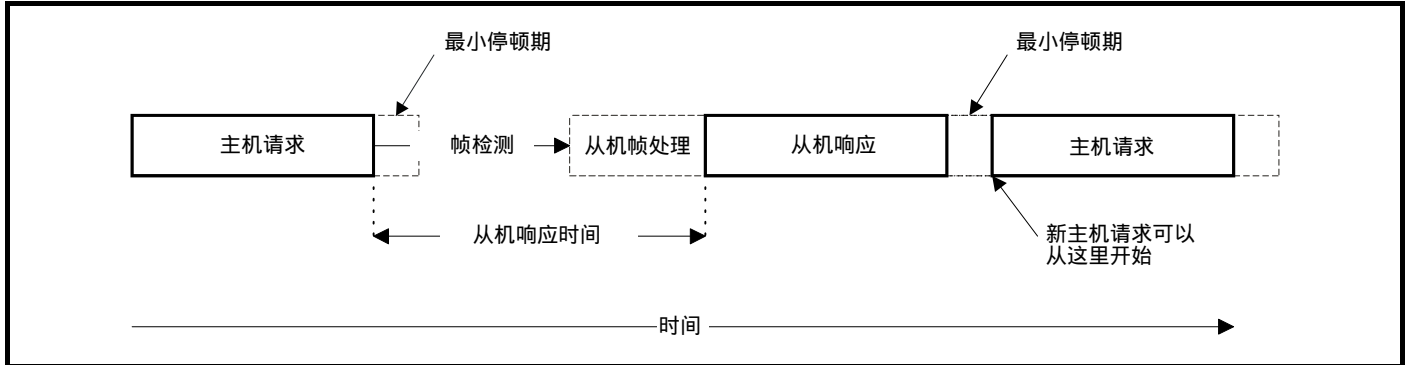 最小停顿期
最小停顿期
主机请求
帧检测
从机帧处理
从机响应
主机请求
从机响应时间
新主机请求可以
从这里开始
时间